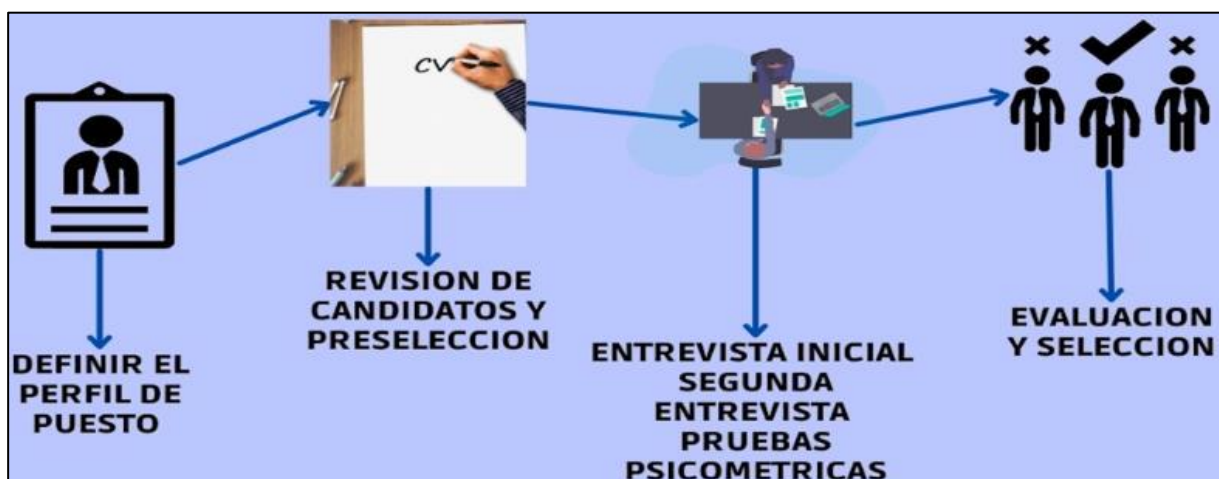 CV
DEFINIR EL
PERFIL DE
PUESTO
REVISION DE
CANDIDATOS Y
PRESELECCION
ENTREVISTA INICIAL
SEGUNDA
ENTREVISTA
PRUEBAS
PSICOMETRICAS
EVALUACION
Y SELECCION